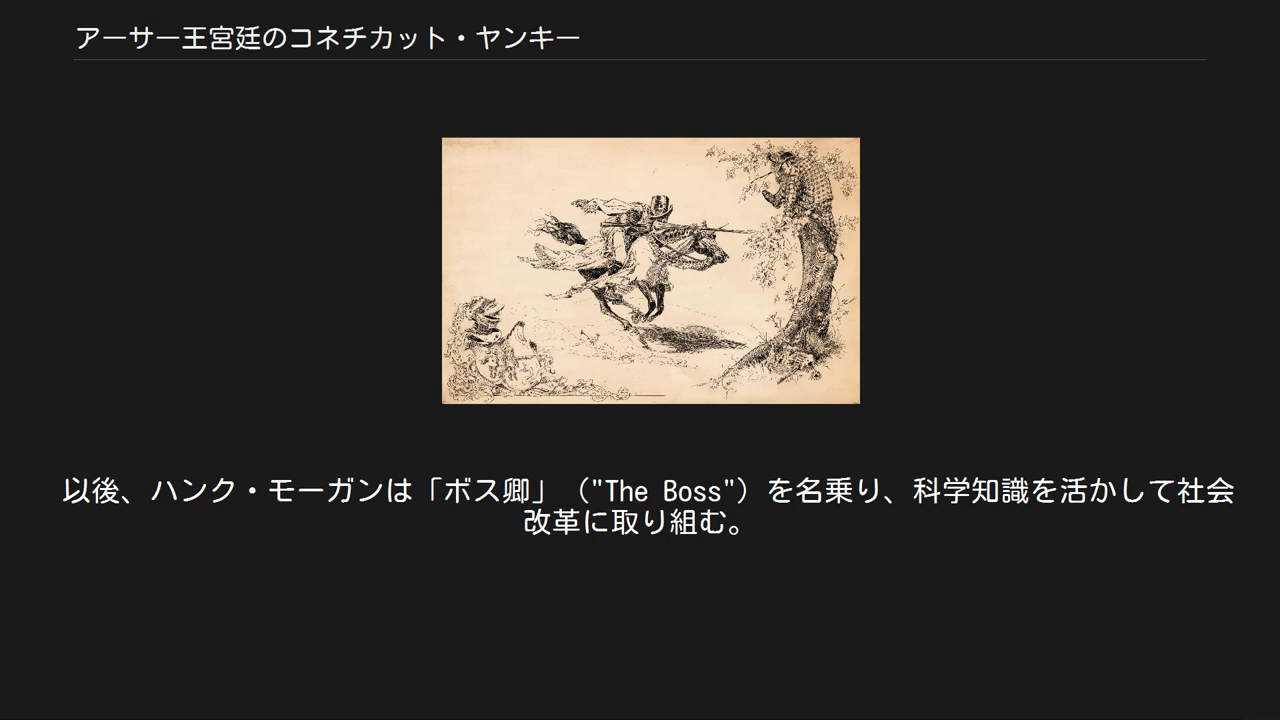 アーサー王宮廷のコネチカット・ヤンキー
以後、ハンク・モーガンは「ボス卿」（"The Boss"）を名乗り、科学知識を活かして社会
改革に取り組む。